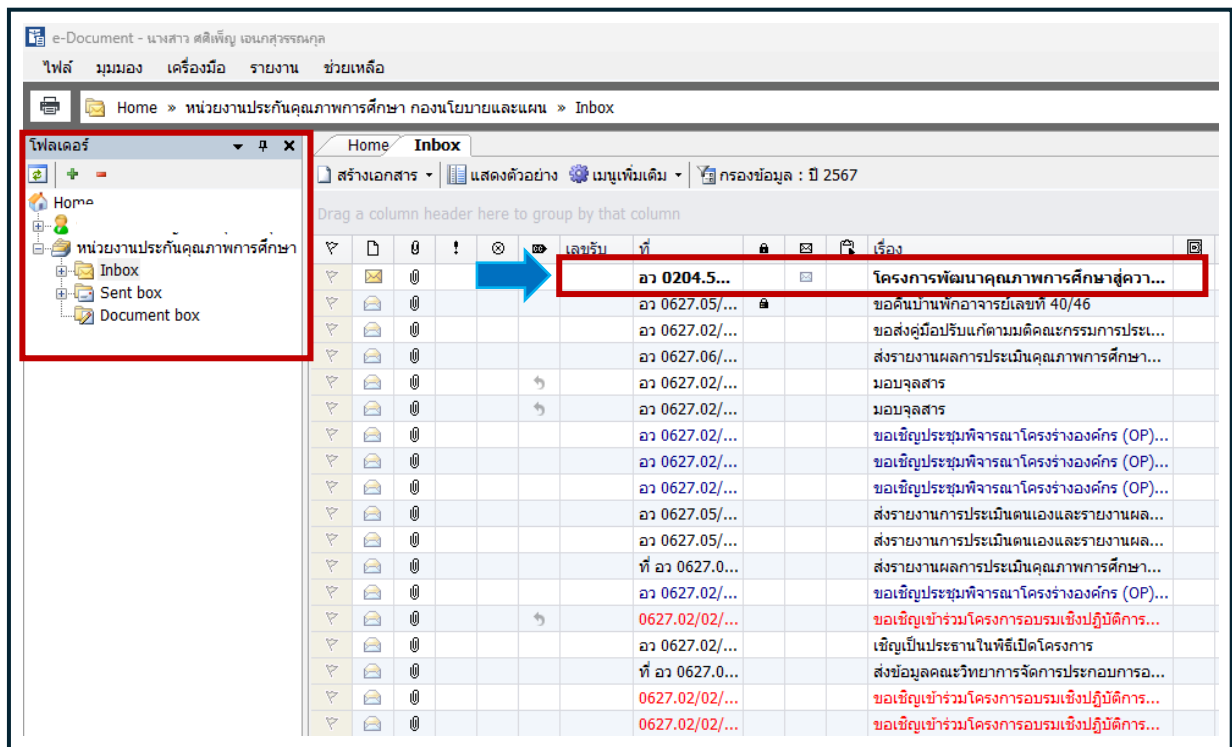 e-Document - นางสาว ศศิเพ็ญ เอนกสุวรรณกุล
ไฟล์ มุมมอง เครื่องมือ รายงาน ช่วยเหลือ
Home » หน่วยงานประกันคุณภาพการศึกษา กองนโยบายและแผน » Inbox
โฟลเดอร์
Home
หน่วยงานประกันคุณภาพการศึกษา
Inbox
Sent box
Document box
Home Inbox
สร้างเอกสาร แสดงตัวอย่าง เมนูเพิ่มเติม กรองข้อมูล : ปี 2567
Drag a column header here to group by that column
เลขรับ ที่ เรื่อง
อว 0204.5... โครงการพัฒนาคุณภาพการศึกษาสู่ควา...
อว 0627.05/... ขอคืนบ้านพักอาจารย์เลขที่ 40/46
อว 0627.02/... ขอส่งคู่มือปรับแก้ตามมติคณะกรรมการประเ...
อว 0627.06/... ส่งรายงานผลการประเมินคุณภาพการศึกษา...
อว 0627.02/... มอบจุลสาร
อว 0627.02/... มอบจุลสาร
อว 0627.02/... ขอเชิญประชุมพิจารณาโครงร่างองค์กร (OP)...
อว 0627.02/... ขอเชิญประชุมพิจารณาโครงร่างองค์กร (OP)...
อว 0627.02/... ขอเชิญประชุมพิจารณาโครงร่างองค์กร (OP)...
อว 0627.05/... ส่งรายงานการประเมินตนเองและรายงานผล...
อว 0627.05/... ส่งรายงานการประเมินตนเองและรายงานผล...
ที่ อว 0627.0... ส่งรายงานผลการประเมินคุณภาพการศึกษา...
อว 0627.02/... ขอเชิญประชุมพิจารณาโครงร่างองค์กร (OP)...
0627.02/02/... ขอเชิญเข้าร่วมโครงการอบรมเชิงปฏิบัติการ...
อว 0627.02/... เชิญเป็นประธานในพิธีเปิดโครงการ
ที่ อว 0627.0... ส่งข้อมูลคณะวิทยาการจัดการประกอบการอ...
0627.02/02/... ขอเชิญเข้าร่วมโครงการอบรมเชิงปฏิบัติการ...
0627.02/02/... ขอเชิญเข้าร่วมโครงการอบรมเชิงปฏิบัติการ...